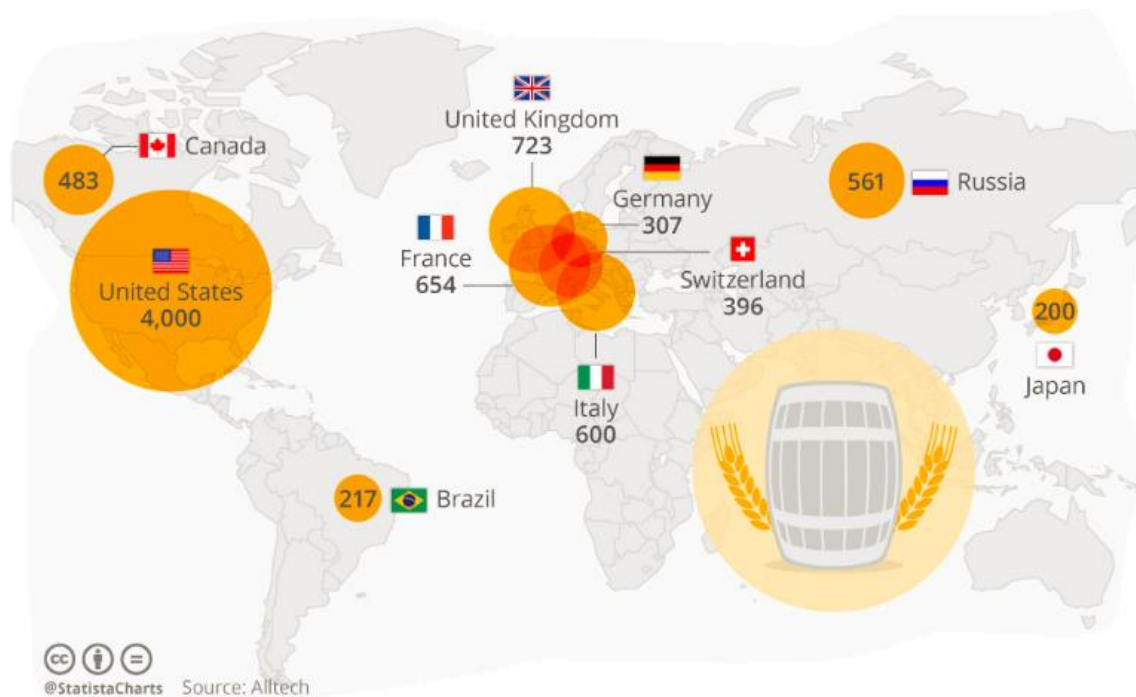 United Kingdom
723
Canada
483
Germany
307
561
Russia
France
654
Switzerland
396
United States
4,000
200
Japan
Italy
600
217
Brazil
cc
@StatistaCharts Source: Alltech